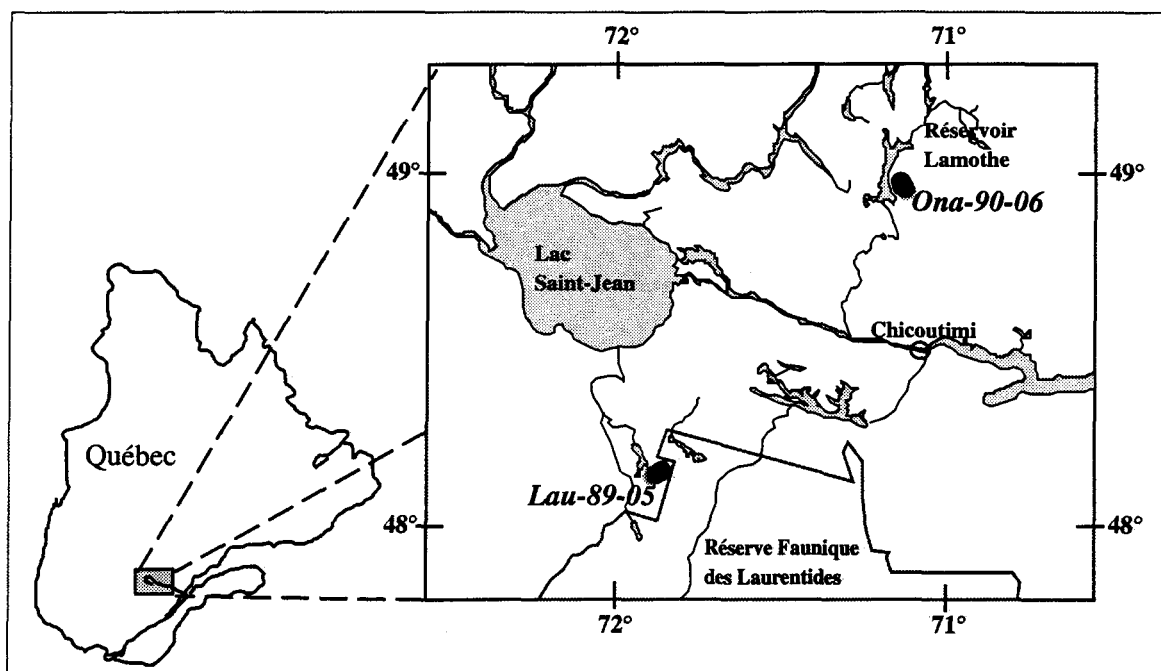 72°
71°
Réservoir
Lamothe
49°
49°
Ona-90-06
Lac
Saint-Jean
Chicoutimi
Québec
Lau-89-05
48°
48°
Réserve Faunique
des Laurentides
72°
71°